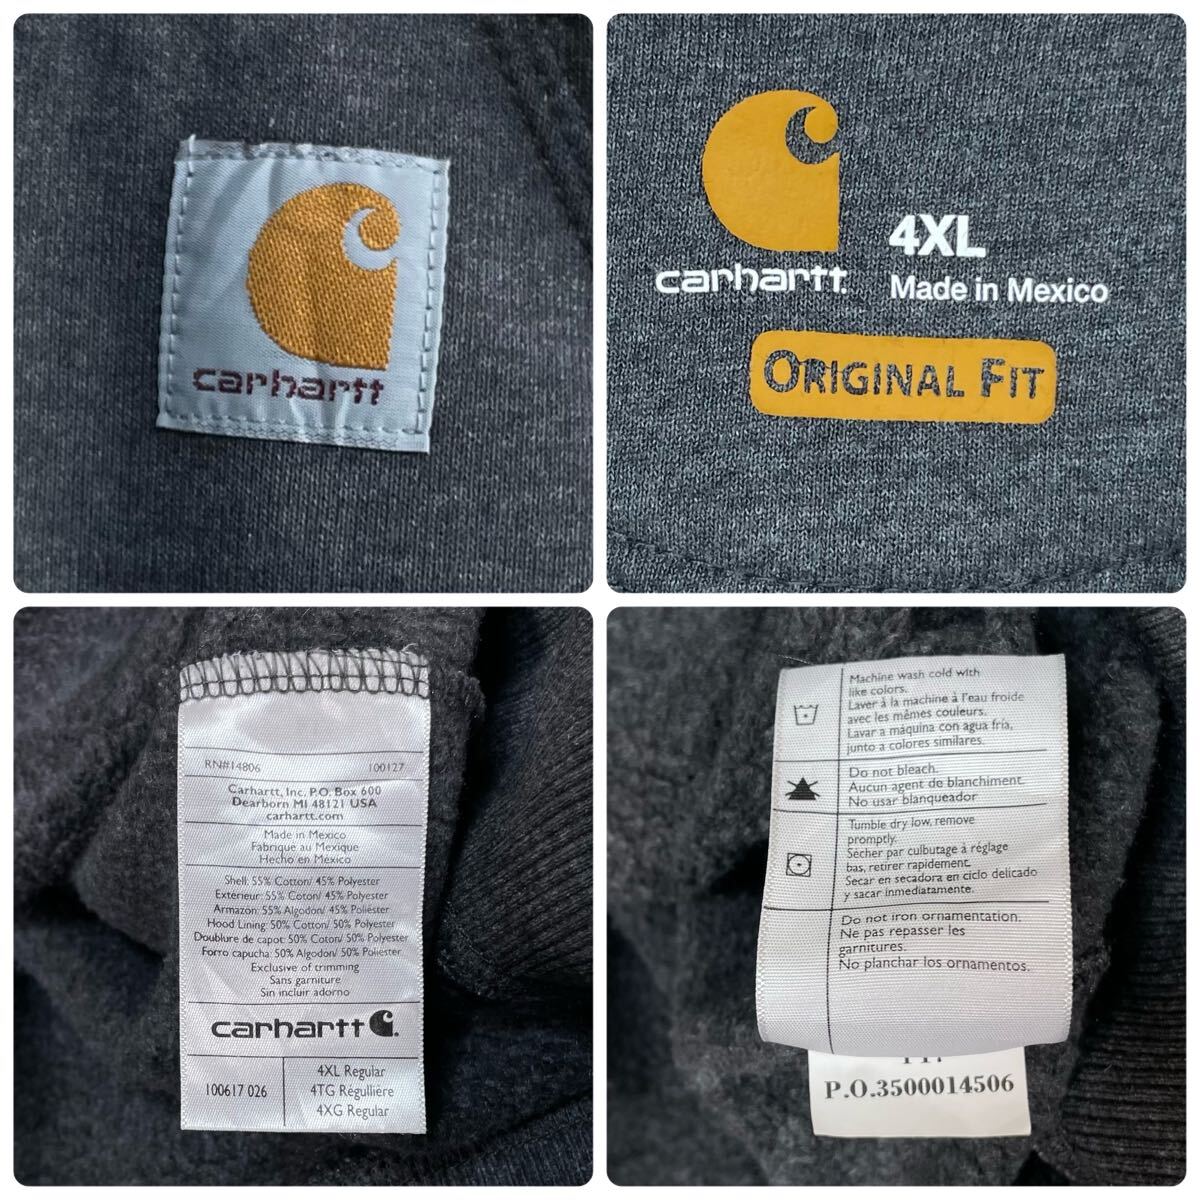 carhartt
carhartt.
4XL
Made in Mexico
ORIGINAL FIT
RN#14806 100127
Carhartt, Inc. P.O. Box 600
Dearborn MI 48121 USA
carhartt.com
Made in Mexico
Fabrique au Mexique
Hecho en Mexico
Shell: 55% Cotton/ 45% Polyester
Exterieur: 55% Coton/ 45% Polyester
Armazon: 55% Algodon/ 45% Poliéster
Hood Lining: 50% Cotton/ 50% Polyester
Doublure de capot: 50% Coton/ 50% Polyester
Forro capucha: 50% Algodon/ 50% Poliester
Exclusive of trimming
Sans garniture
Sin incluir adorno
carhartt
100617 026
4XL Regular
4TG Régullière
4XG Regular
Machine wash cold with
like colors.
Laver à la machine à l'eau froide
avec les mêmes couleurs.
Lavar a máquina con agua fría,
junto a colores similares.
Do not bleach.
Aucun agent de blanchiment.
No usar blanqueador
Tumble dry low, remove
promptly.
Sécher par culbutage à réglage
bas, retirer rapidement.
Secar en secadora en ciclo delicado
y sacar inmediatamente.
Do not iron ornamentation.
Ne pas repasser les
garnitures.
No planchar los ornamentos.
P.O.3500014506